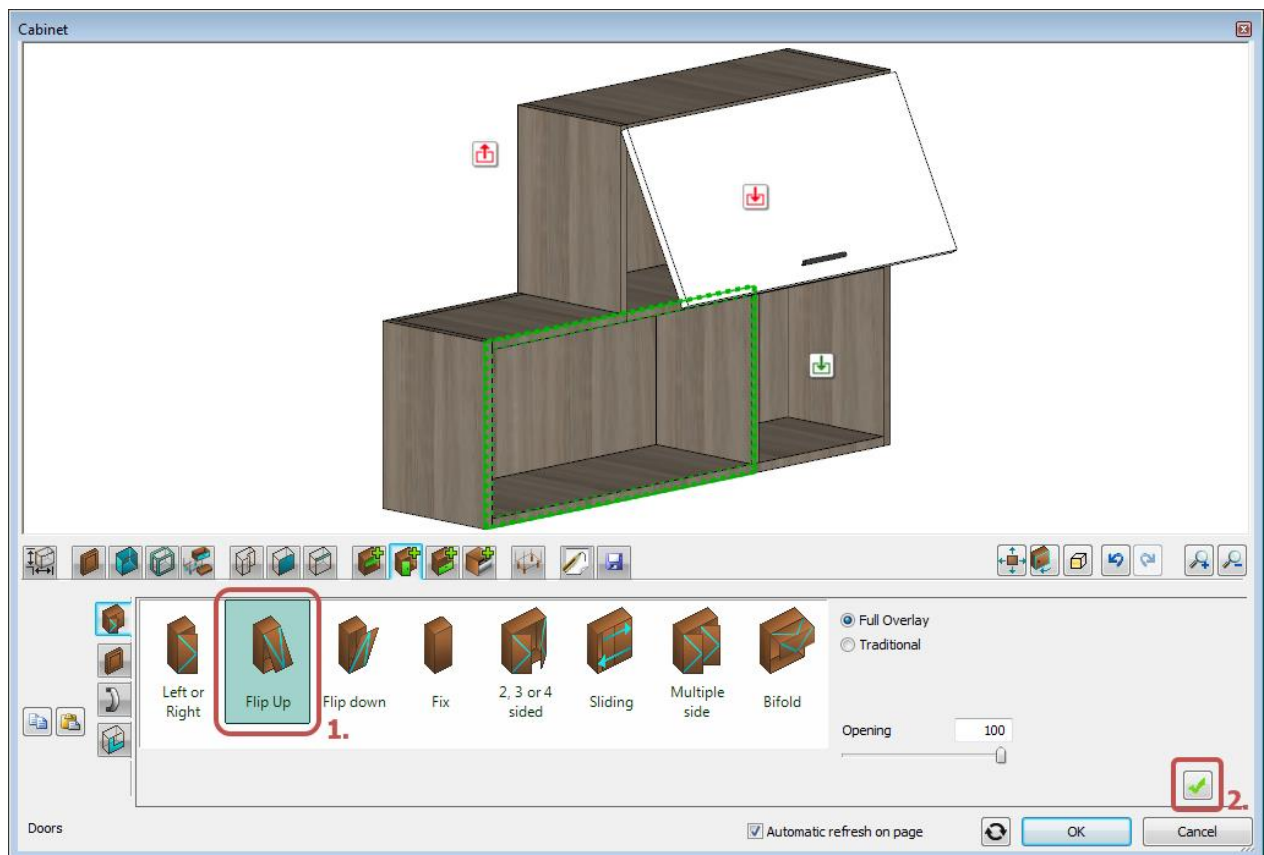 Cabinet
Left or
Right
Flip Up
Flip down
Fix
2, 3 or 4
sided
Sliding
Multiple
side
Bifold
1.
Full Overlay
Traditional
Opening 100
2.
Doors
Automatic refresh on page
OK
Cancel